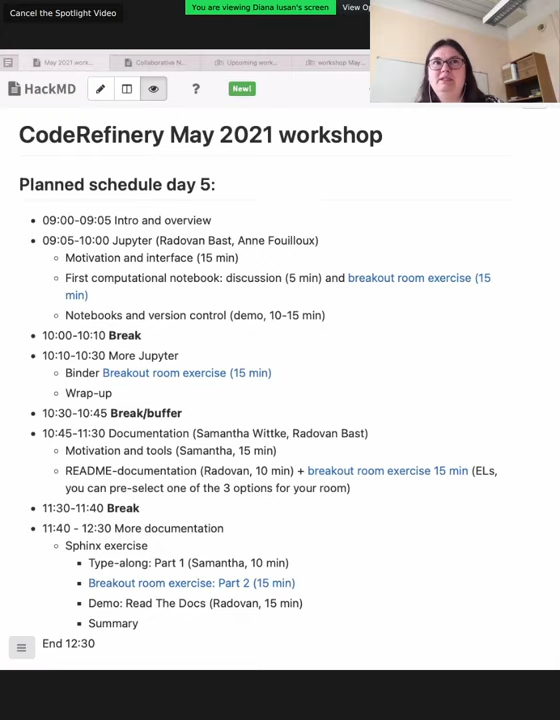 Cancel the Spotlight Video
You are viewing Diana Iusan's screen
View Op
May 2021 work...
Collaborative N...
Upcoming work...
workshop May...
HackMD
?
New!
CodeRefinery May 2021 workshop
Planned schedule day 5:
09:00-09:05 Intro and overview
09:05-10:00 Jupyter (Radovan Bast, Anne Fouilloux)
Motivation and interface (15 min)
First computational notebook: discussion (5 min) and breakout room exercise (15
min)
Notebooks and version control (demo, 10-15 min)
10:00-10:10 Break
10:10-10:30 More Jupyter
Binder Breakout room exercise (15 min)
Wrap-up
10:30-10:45 Break/buffer
10:45-11:30 Documentation (Samantha Wittke, Radovan Bast)
Motivation and tools (Samantha, 15 min)
README-documentation (Radovan, 10 min) + breakout room exercise 15 min (ELs,
you can pre-select one of the 3 options for your room)
11:30-11:40 Break
11:40 - 12:30 More documentation
Sphinx exercise
Type-along: Part 1 (Samantha, 10 min)
Breakout room exercise: Part 2 (15 min)
Demo: Read The Docs (Radovan, 15 min)
Summary
End 12:30